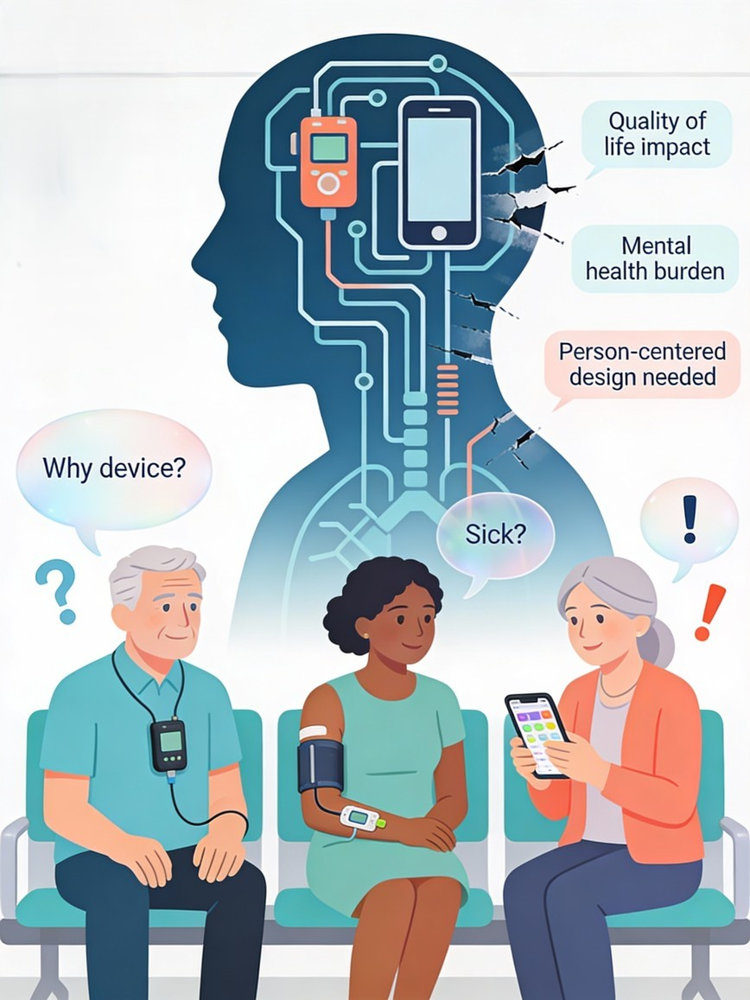 Quality of
life impact
Mental
health burden
Person-centered
design needed
Why device?
Sick?
!
?
!